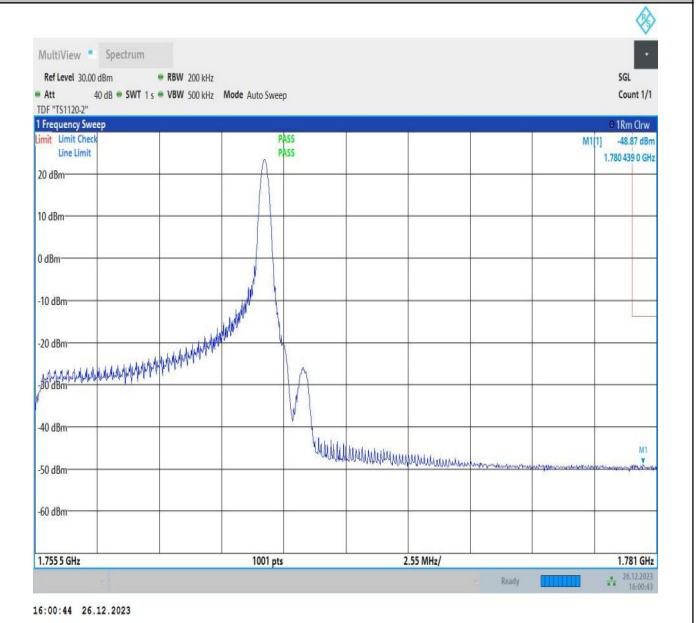 MultiView Spectrum
Ref Level 30.00 dBm RBW 200 kHz SGL
Att 40 dB SWT 1 s VBW 500 kHz Mode Auto Sweep Count 1/1
TDF "TS1120-2"
1 Frequency Sweep 1Rm Clrw
Limit Limit Check PASS M1[1] -48.87 dBm
Line Limit PASS 1.780 439 0 GHz
20 dBm
10 dBm
0 dBm
-10 dBm
-20 dBm
-30 dBm
-40 dBm
M1
-50 dBm
-60 dBm
1.755 5 GHz 1001 pts 2.55 MHz/ 1.781 GHz
Ready 26.12.2023
16:00:43
16:00:44 26.12.2023